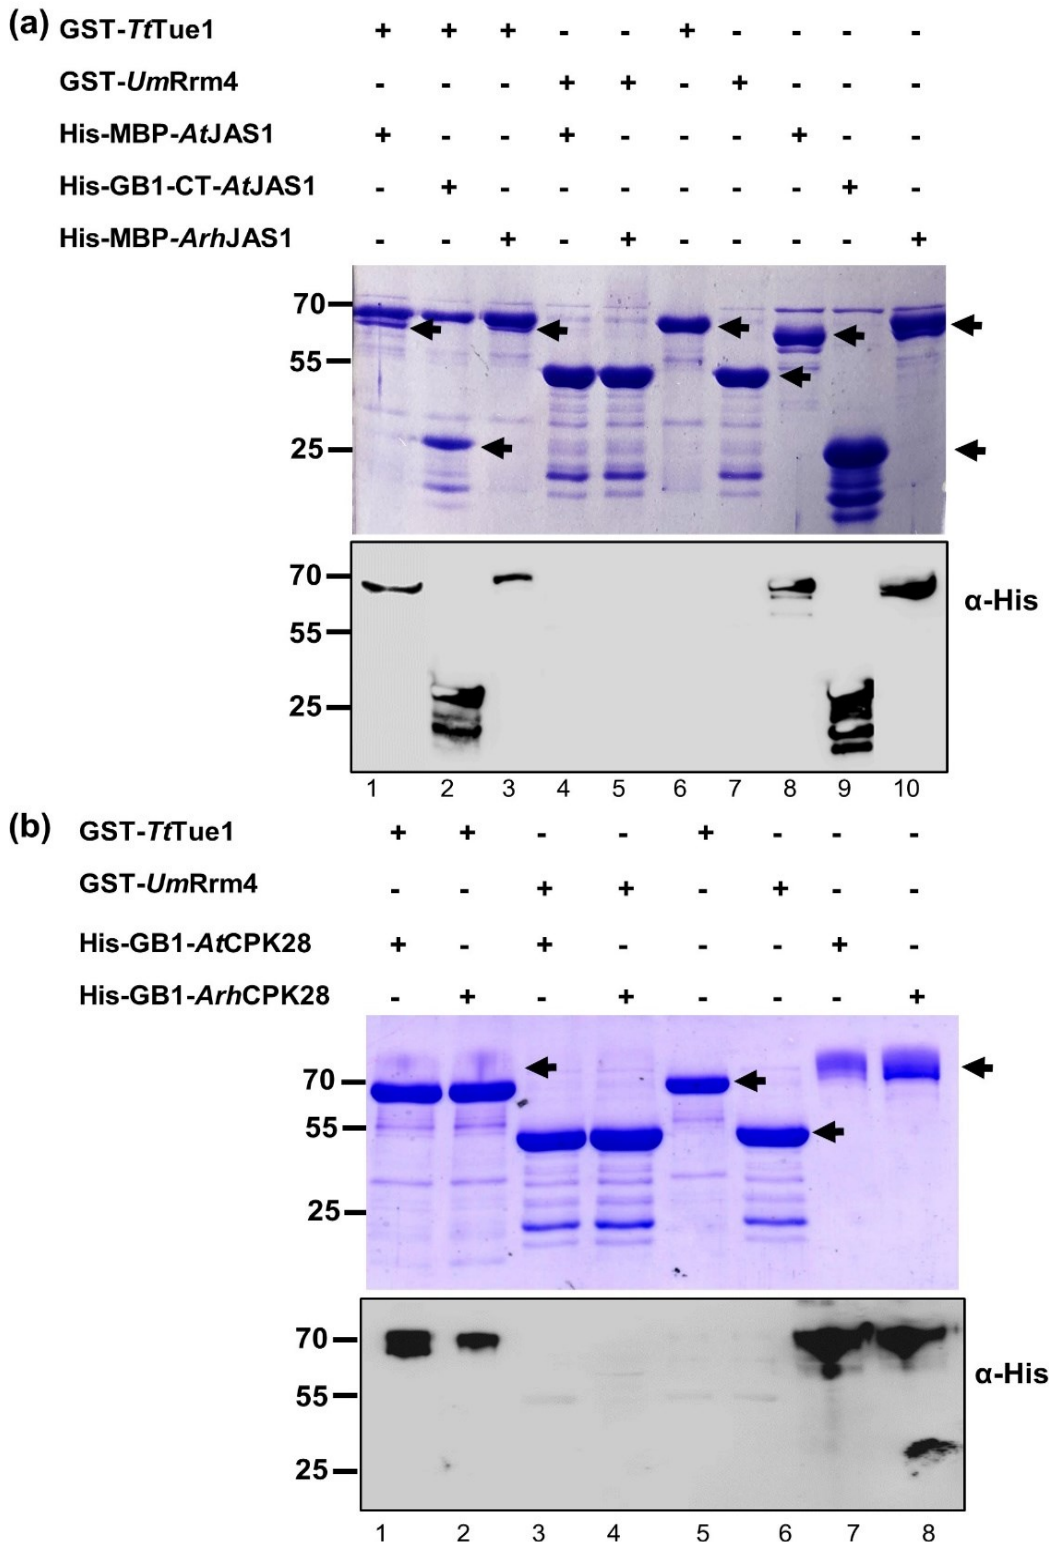 (a) GST-TtTue1 + + + - - + - - - -
GST-UmRrm4 - - - + + - + - - -
His-MBP-AtJAS1 + - - + - - - + - -
His-GB1-CT-AtJAS1 - + - - - - - - + -
His-MBP-ArhJAS1 - - + - + - - - - +
70
55
25
70
55
25
α-His
1 2 3 4 5 6 7 8 9 10
(b) GST-TtTue1 + + - - + - - -
GST-UmRrm4 - - + + - + - -
His-GB1-AtCPK28 + - + - - - + -
His-GB1-ArhCPK28 - + - + - - - +
70
55
25
70
55
25
α-His
1 2 3 4 5 6 7 8